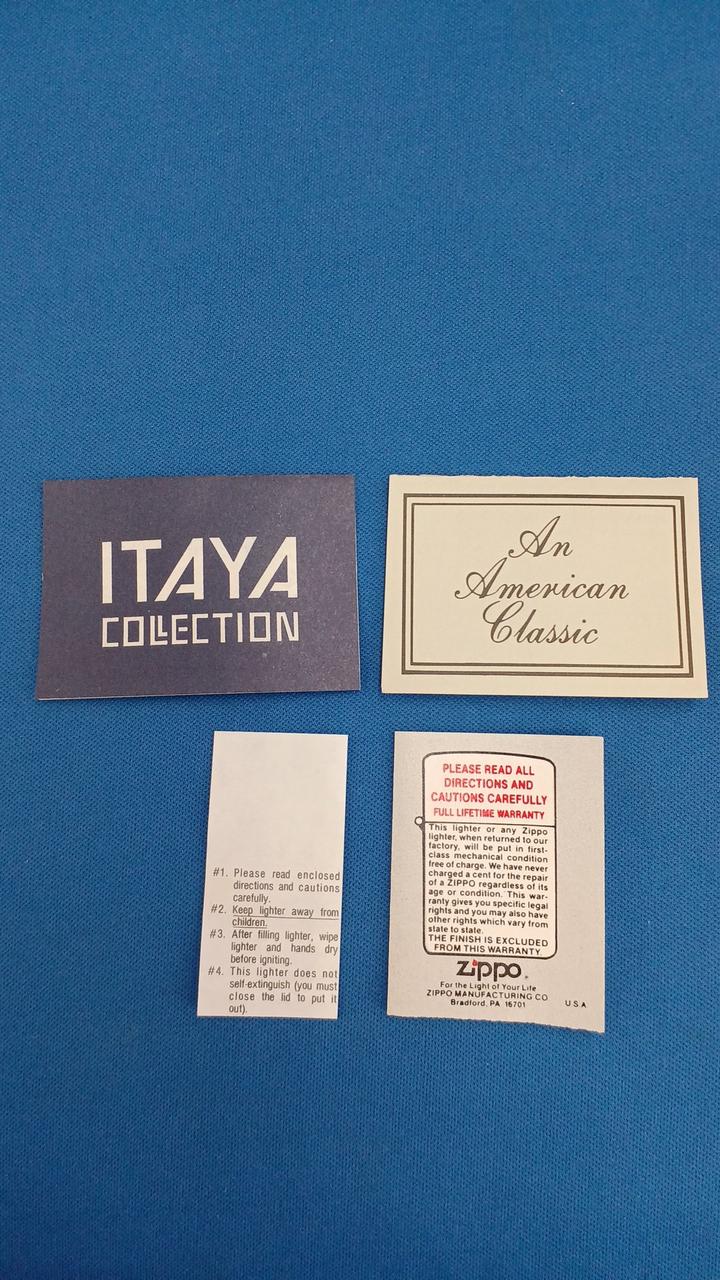 ITAYA
COLLECTION
An
American
Classic
#1. Please read enclosed
directions and cautions
carefully.
#2. Keep lighter away from
children.
#3. After filling lighter, wipe
lighter and hands dry
before igniting.
#4. This lighter does not
self-extinguish (you must
close the lid to put it
out).
PLEASE READ ALL
DIRECTIONS AND
CAUTIONS CAREFULLY
FULL LIFETIME WARRANTY
This lighter or any Zippo
lighter, when returned to our
factory, will be put in first-
class mechanical condition
free of charge. We have never
charged a cent for the repair
of a ZIPPO regardless of its
age or condition. This war-
ranty gives you specific legal
rights and you may also have
other rights which vary from
state to state.
THE FINISH IS EXCLUDED
FROM THIS WARRANTY.
zippo®
For the Light of Your Life
ZIPPO MANUFACTURING CO
Bradford, PA 16701 U.S.A